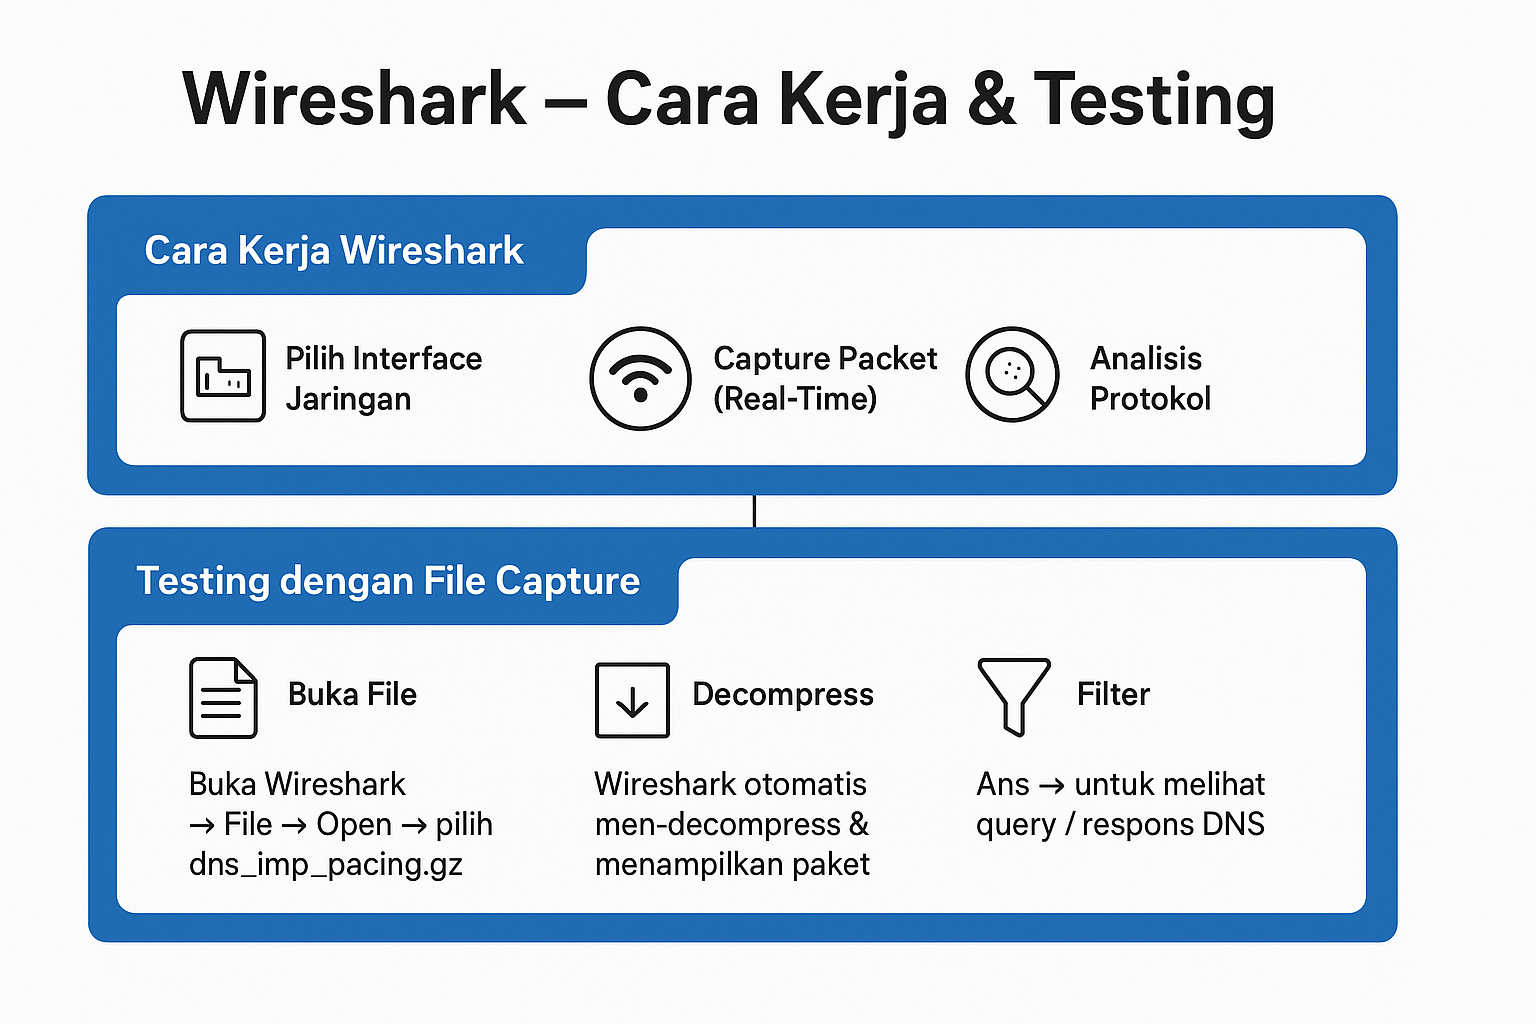 Wireshark – Cara Kerja & Testing
Cara Kerja Wireshark
Pilih Interface
Jaringan
Capture Packet
(Real-Time)
Analisis
Protokol
Testing dengan File Capture
Buka File
Buka Wireshark
→ File → Open → pilih
dns_imp_pacing.gz
Decompress
Wireshark otomatis
men-decompress &
menampilkan paket
Filter
Ans → untuk melihat
query / respons DNS